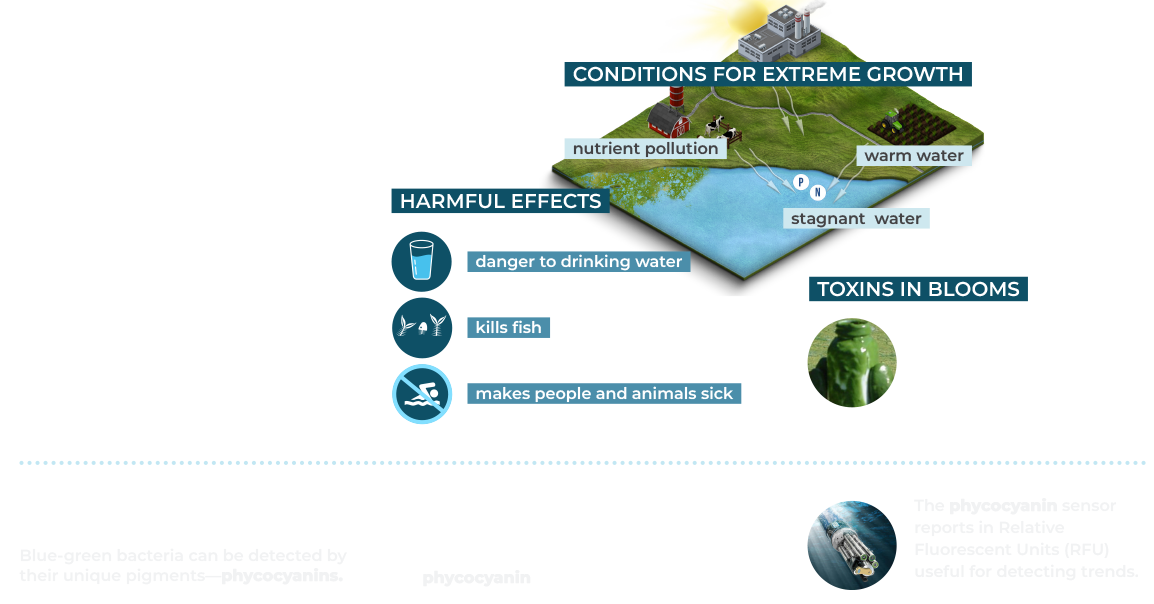 CONDITIONS FOR EXTREME GROWTH
nutrient pollution
warm water
P
N
stagnant water
HARMFUL EFFECTS
danger to drinking water
kills fish
makes people and animals sick
TOXINS IN BLOOMS
Blue-green bacteria can be detected by
their unique pigments—phycocyanins.
phycocyanin
The phycocyanin sensor
reports in Relative
Fluorescent Units (RFU)
useful for detecting trends.